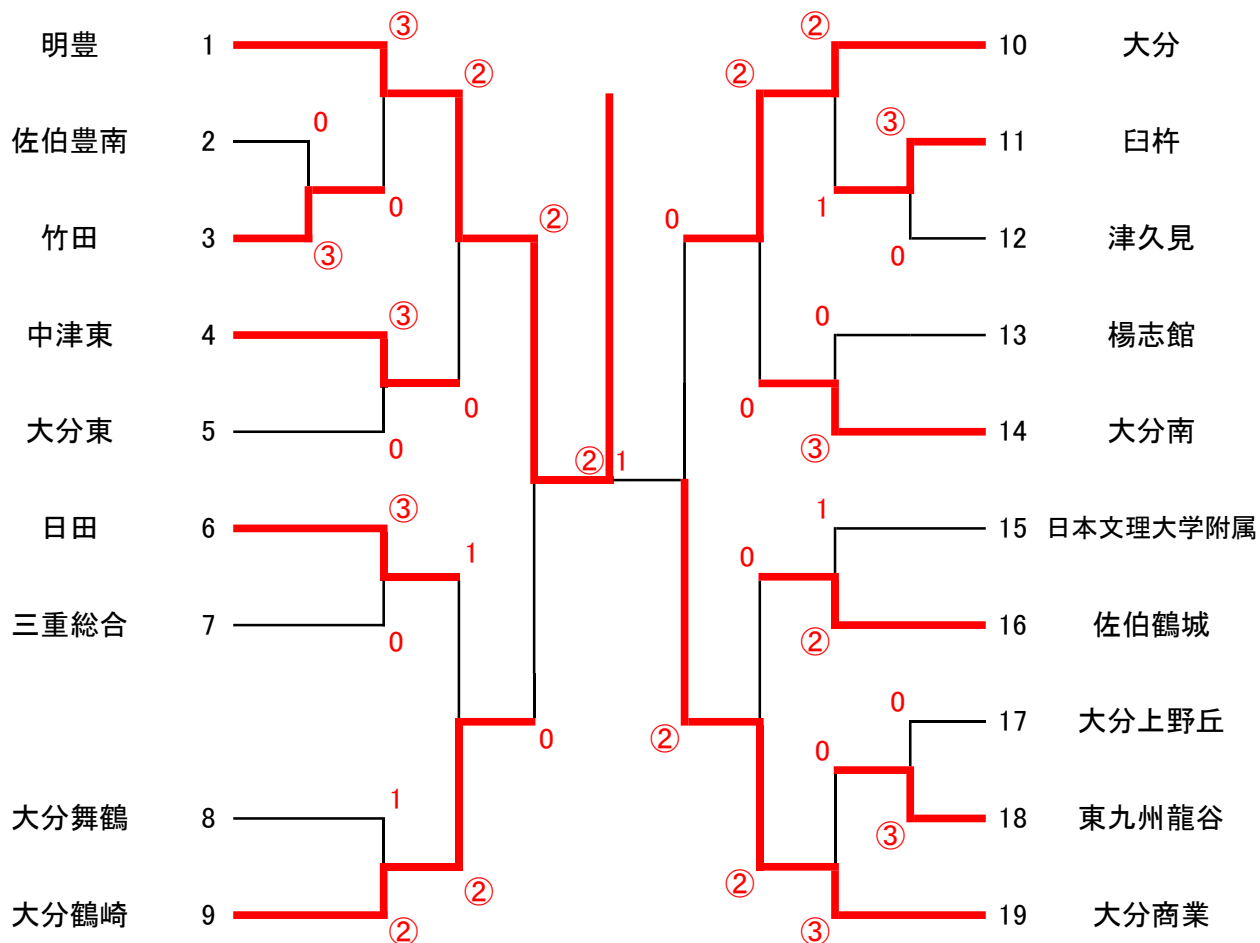 明豊 1 ③ ② 10 大分
② ②
佐伯豊南 2 0 ③ 11 臼杵
竹田 3 ③ 0 ② 0 1 0 12 津久見
中津東 4 ③ 0 13 楊志館
大分東 5 0 0 0 ③ 14 大分南
② 1
日田 6 ③ 1 1 15 日本文理大学附属
0
三重総合 7 0 ② 16 佐伯鶴城
0 ② 0 0 17 大分上野丘
大分舞鶴 8 1 ③ 18 東九州龍谷
大分鶴崎 9 ② ② ② ③ 19 大分商業